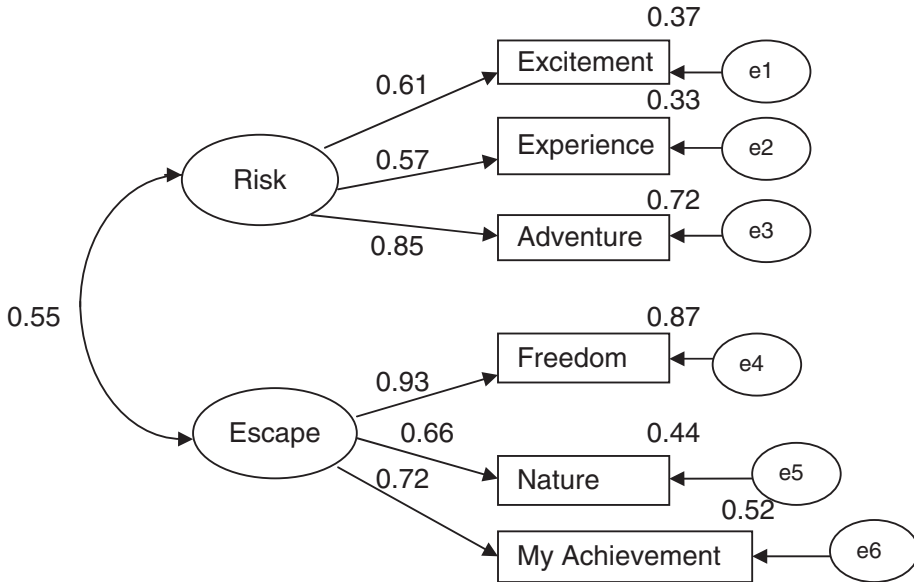 0.37
Excitement
e1
0.61
0.33
Experience
e2
Risk
0.57
0.72
Adventure
e3
0.85
0.55
0.87
Freedom
e4
0.93
Escape
0.66
0.44
Nature
e5
0.72
0.52
My Achievement
e6